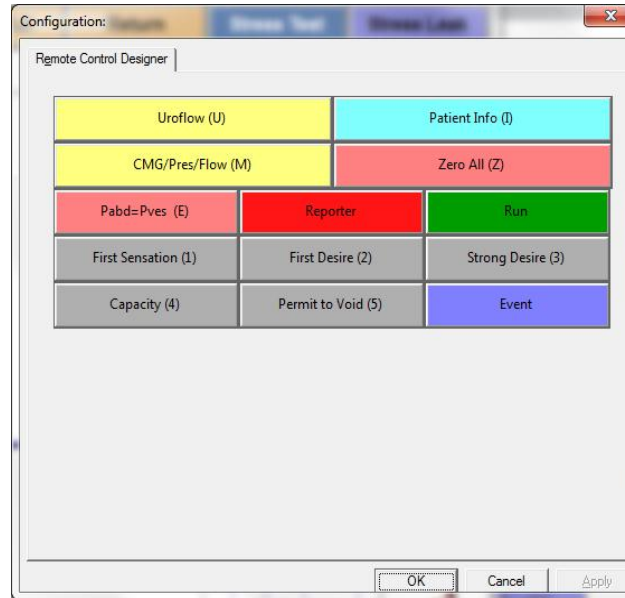 Configuration:
Remote Control Designer
Uroflow (U)
Patient Info (I)
CMG/Pres/Flow (M)
Zero All (Z)
Pabd=Pves (E)
Reporter
Run
First Sensation (1)
First Desire (2)
Strong Desire (3)
Capacity (4)
Permit to Void (5)
Event
OK
Cancel
Apply